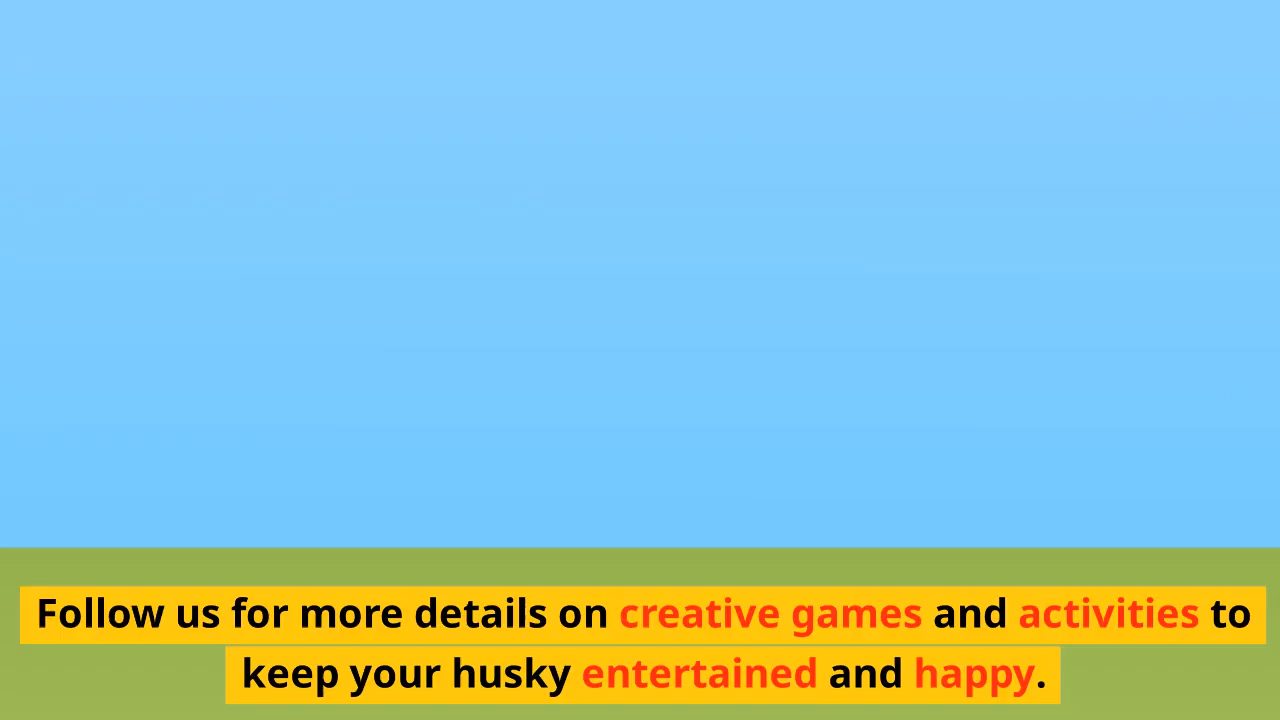 Follow us for more details on creative games and activities to
keep your husky entertained and happy.